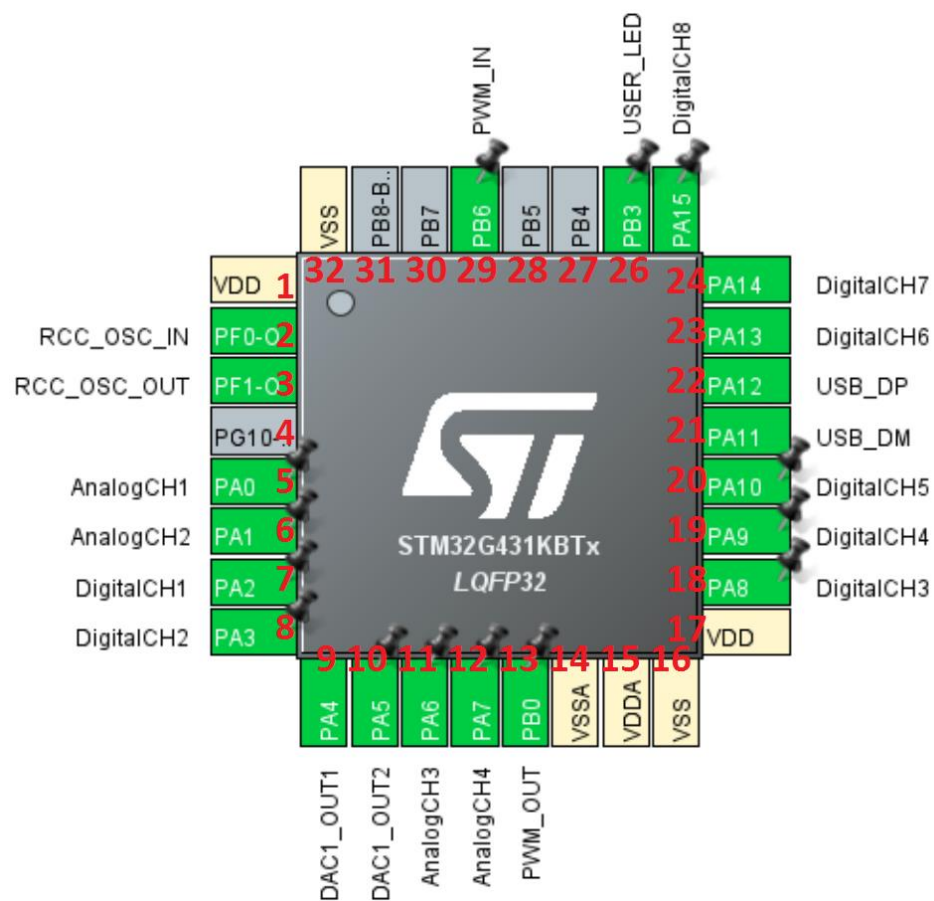 PWM_IN
USER_LED
DigitalCH8
VSS
PB8-B..
PB7
PB6
PB5
PB4
PB3
PA15
32 31 30 29 28 27 26
VDD 1
RCC_OSC_IN PF0-O 2
RCC_OSC_OUT PF1-O 3
PG10-.. 4
AnalogCH1 PA0 5
AnalogCH2 PA1 6
DigitalCH1 PA2 7
DigitalCH2 PA3 8
24 PA14 DigitalCH7
23 PA13 DigitalCH6
22 PA12 USB_DP
21 PA11 USB_DM
20 PA10 DigitalCH5
19 PA9 DigitalCH4
18 PA8 DigitalCH3
17 VDD
ST
STM32G431KBTx
LQFP32
9 10 11 12 13 14 15 16
PA4
PA5
PA6
PA7
PB0
VSSA
VDDA
VSS
DAC1_OUT1
DAC1_OUT2
AnalogCH3
AnalogCH4
PWM_OUT